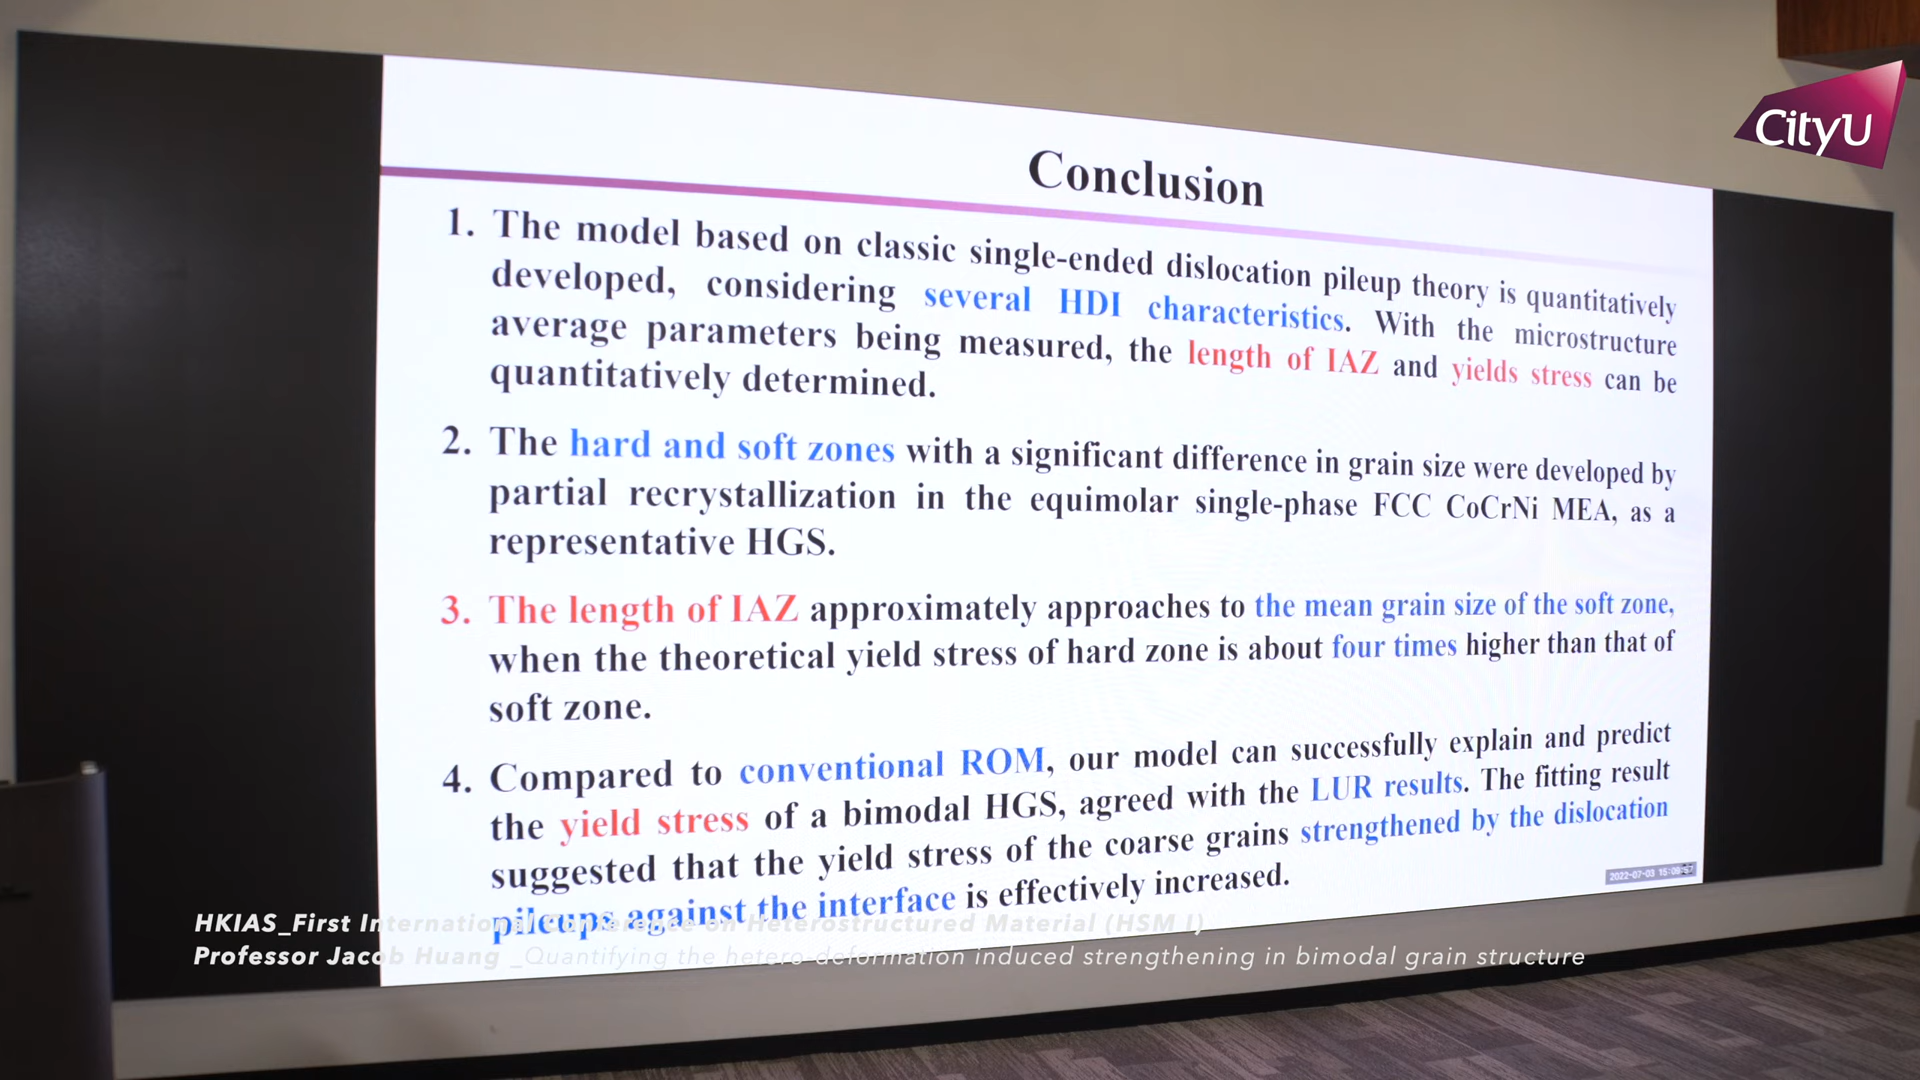 CityU
Conclusion
1. The model based on classic single-ended dislocation pileup theory is quantitatively
developed, considering several HDI characteristics. With the microstructure
average parameters being measured, the length of IAZ and yields stress can be
quantitatively determined.
2. The hard and soft zones with a significant difference in grain size were developed by
partial recrystallization in the equimolar single-phase FCC CoCrNi MEA, as a
representative HGS.
3. The length of IAZ approximately approaches to the mean grain size of the soft zone,
when the theoretical yield stress of hard zone is about four times higher than that of
soft zone.
4. Compared to conventional ROM, our model can successfully explain and predict
the yield stress of a bimodal HGS, agreed with the LUR results. The fitting result
suggested that the yield stress of the coarse grains strengthened by the dislocation
pileups against the interface is effectively increased.
2022-07-03 15:09
HKIAS_First International Conference on Heterostructured Material (HSM I)
Professor Jacob Huang _Quantifying the hetero-deformation induced strengthening in bimodal grain structure